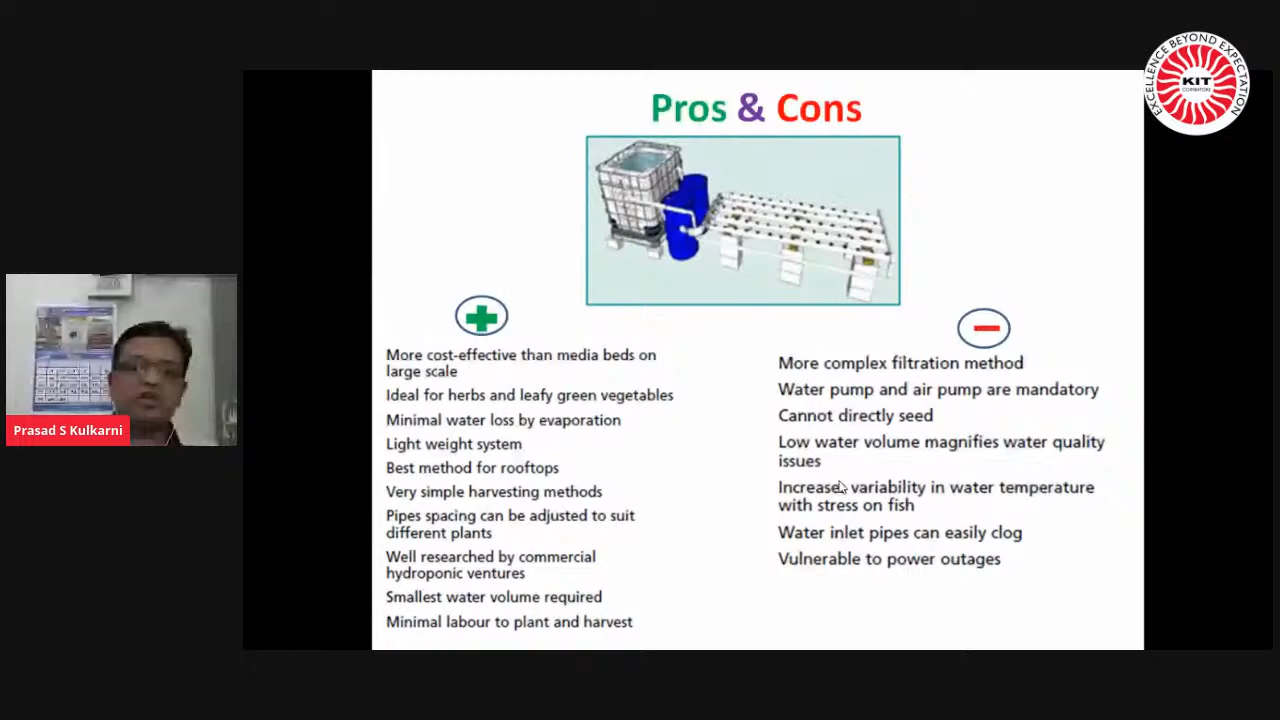 EXCELLENCE BEYOND EXPECTATION
KIT
COIMBATORE
Pros & Cons
More cost-effective than media beds on
large scale
Ideal for herbs and leafy green vegetables
Minimal water loss by evaporation
Light weight system
Best method for rooftops
Very simple harvesting methods
Pipes spacing can be adjusted to suit
different plants
Well researched by commercial
hydroponic ventures
Smallest water volume required
Minimal labour to plant and harvest
More complex filtration method
Water pump and air pump are mandatory
Cannot directly seed
Low water volume magnifies water quality
issues
Increases variability in water temperature
with stress on fish
Water inlet pipes can easily clog
Vulnerable to power outages
Prasad S Kulkarni